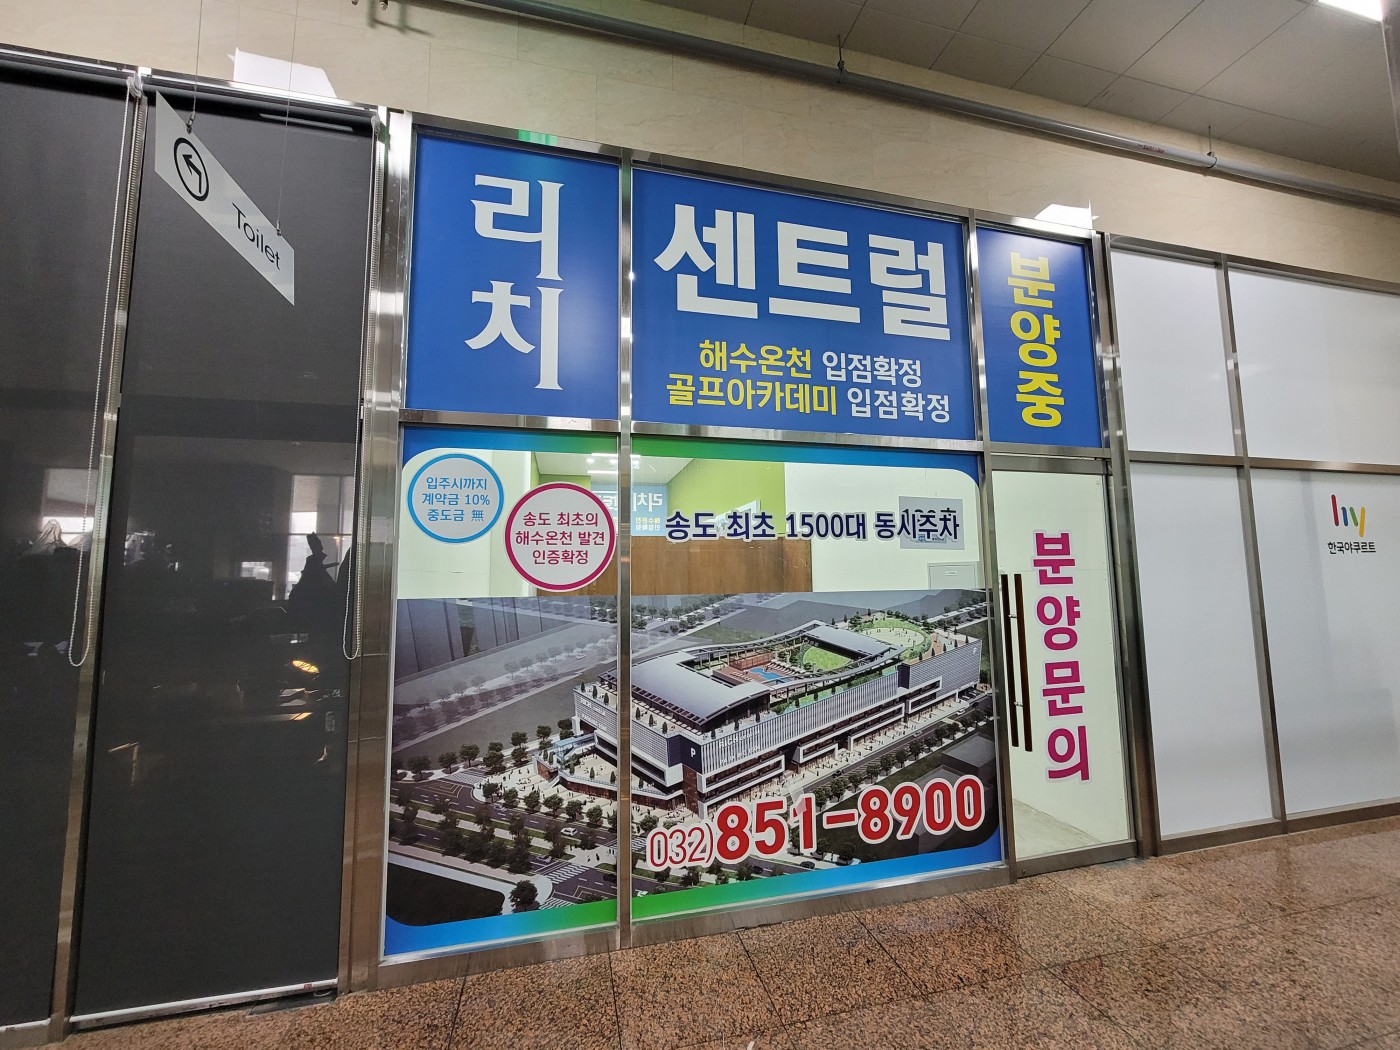 Toilet
리치
센트럴
해수온천 입점확정
골프아카데미 입점확정
분양중
입주시까지
계약금 10%
중도금 無
송도 최초의
해수온천 발견
인증확정
송도 최초 1500대 동시주차
P
(032)851-8900
분양문의
hy
한국야쿠르트